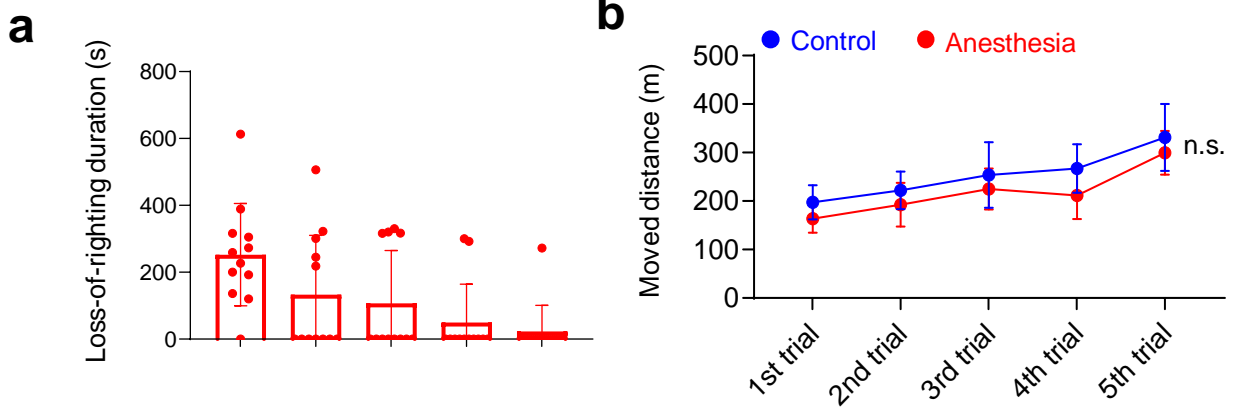 a
Loss-of-righting duration (s)
800
600
400
200
0
b
Control
Anesthesia
Moved distance (m)
500
400
300
200
100
0
n.s.
1st trial
2nd trial
3rd trial
4th trial
5th trial